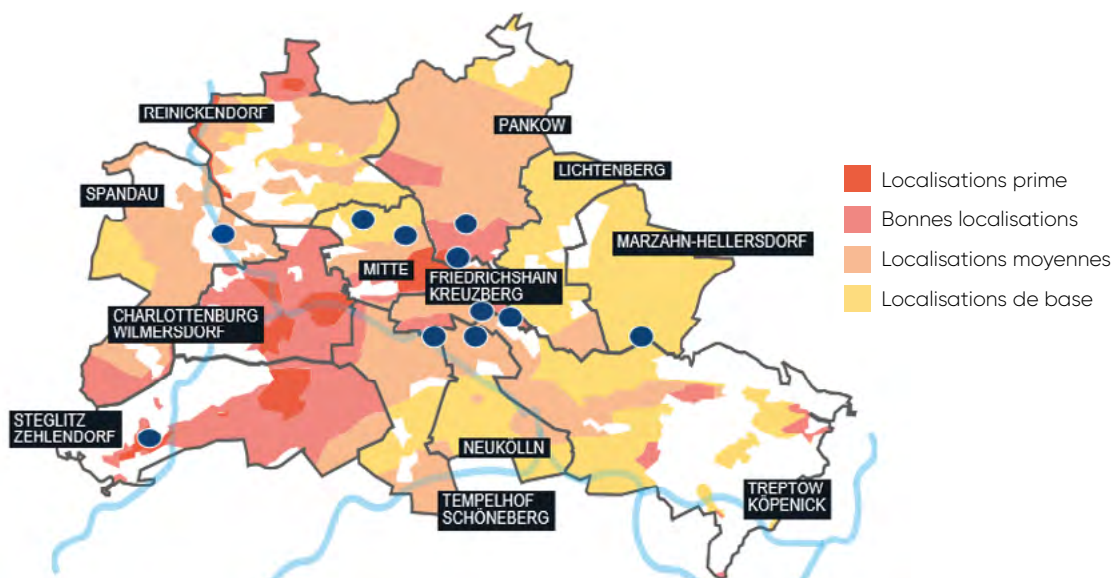 REINICKENDORF
PANKOW
LICHTENBERG
SPANDAU
MARZAHN-HELLERSDORF
MITTE
FRIEDRICHSHAIN
KREUZBERG
CHARLOTTENBURG
WILMERSDORF
STEGLITZ
ZEHLENDORF
NEUKÖLLN
TEMPELHOF
SCHÖNEBERG
TREPTOW
KÖPENICK
Localisations prime
Bonnes localisations
Localisations moyennes
Localisations de base